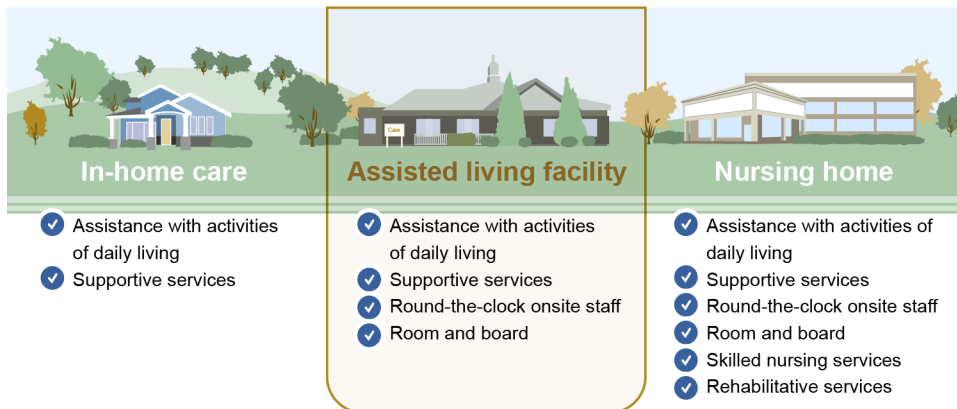 Care
In-home care
Assistance with activities
of daily living
Supportive services
Assisted living facility
Assistance with activities
of daily living
Supportive services
Round-the-clock onsite staff
Room and board
Nursing home
Assistance with activities of
daily living
Supportive services
Round-the-clock onsite staff
Room and board
Skilled nursing services
Rehabilitative services